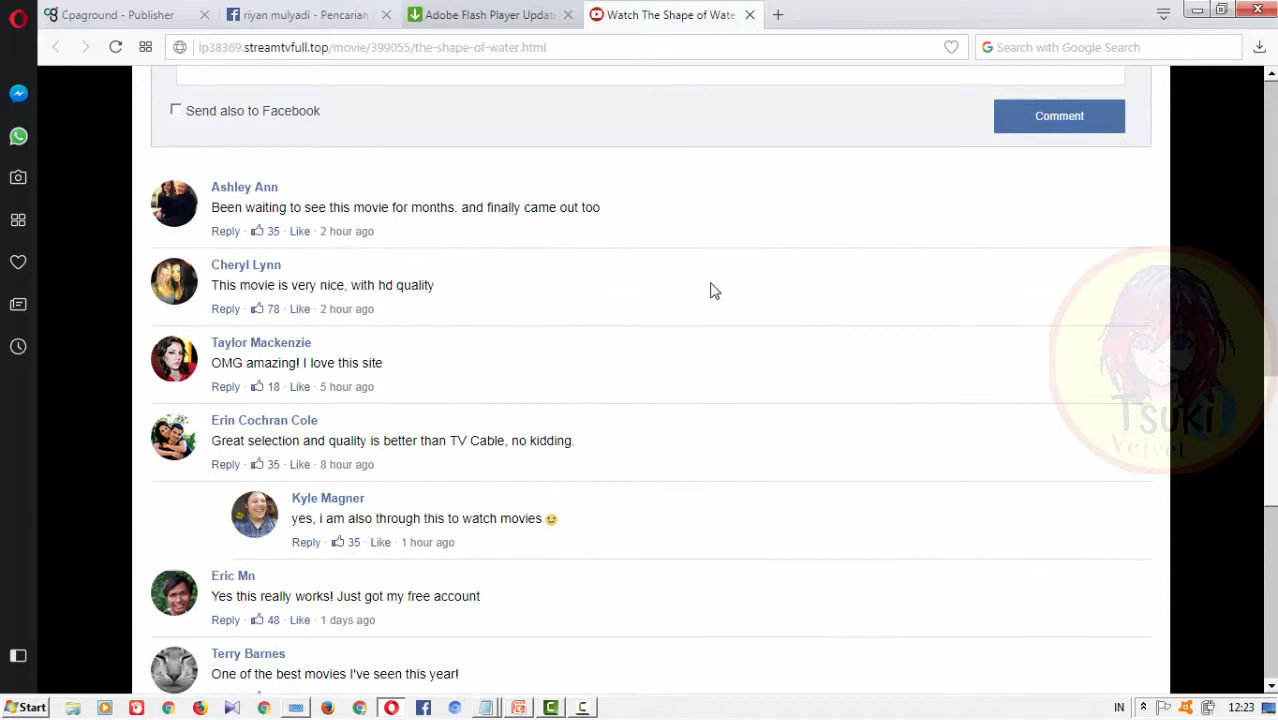 Cpaground - Publisher
riyan mulyadi - Pencarian
Adobe Flash Player Update
Watch The Shape of Wate
lp38369.streamtvfull.top/movie/399055/the-shape-of-water.html
Search with Google Search
Send also to Facebook
Comment
Ashley Ann
Been waiting to see this movie for months. and finally came out too
Reply · 35 · Like · 2 hour ago
Cheryl Lynn
This movie is very nice, with hd quality
Reply · 78 · Like · 2 hour ago
Taylor Mackenzie
OMG amazing! I love this site
Reply · 18 · Like · 5 hour ago
Erin Cochran Cole
Great selection and quality is better than TV Cable, no kidding.
Reply · 35 · Like · 8 hour ago
Kyle Magner
yes, i am also through this to watch movies
Reply · 35 · Like · 1 hour ago
Eric Mn
Yes this really works! Just got my free account
Reply · 48 · Like · 1 days ago
Terry Barnes
One of the best movies I've seen this year!
Tsuki
Velvet
Start
IN
12:23